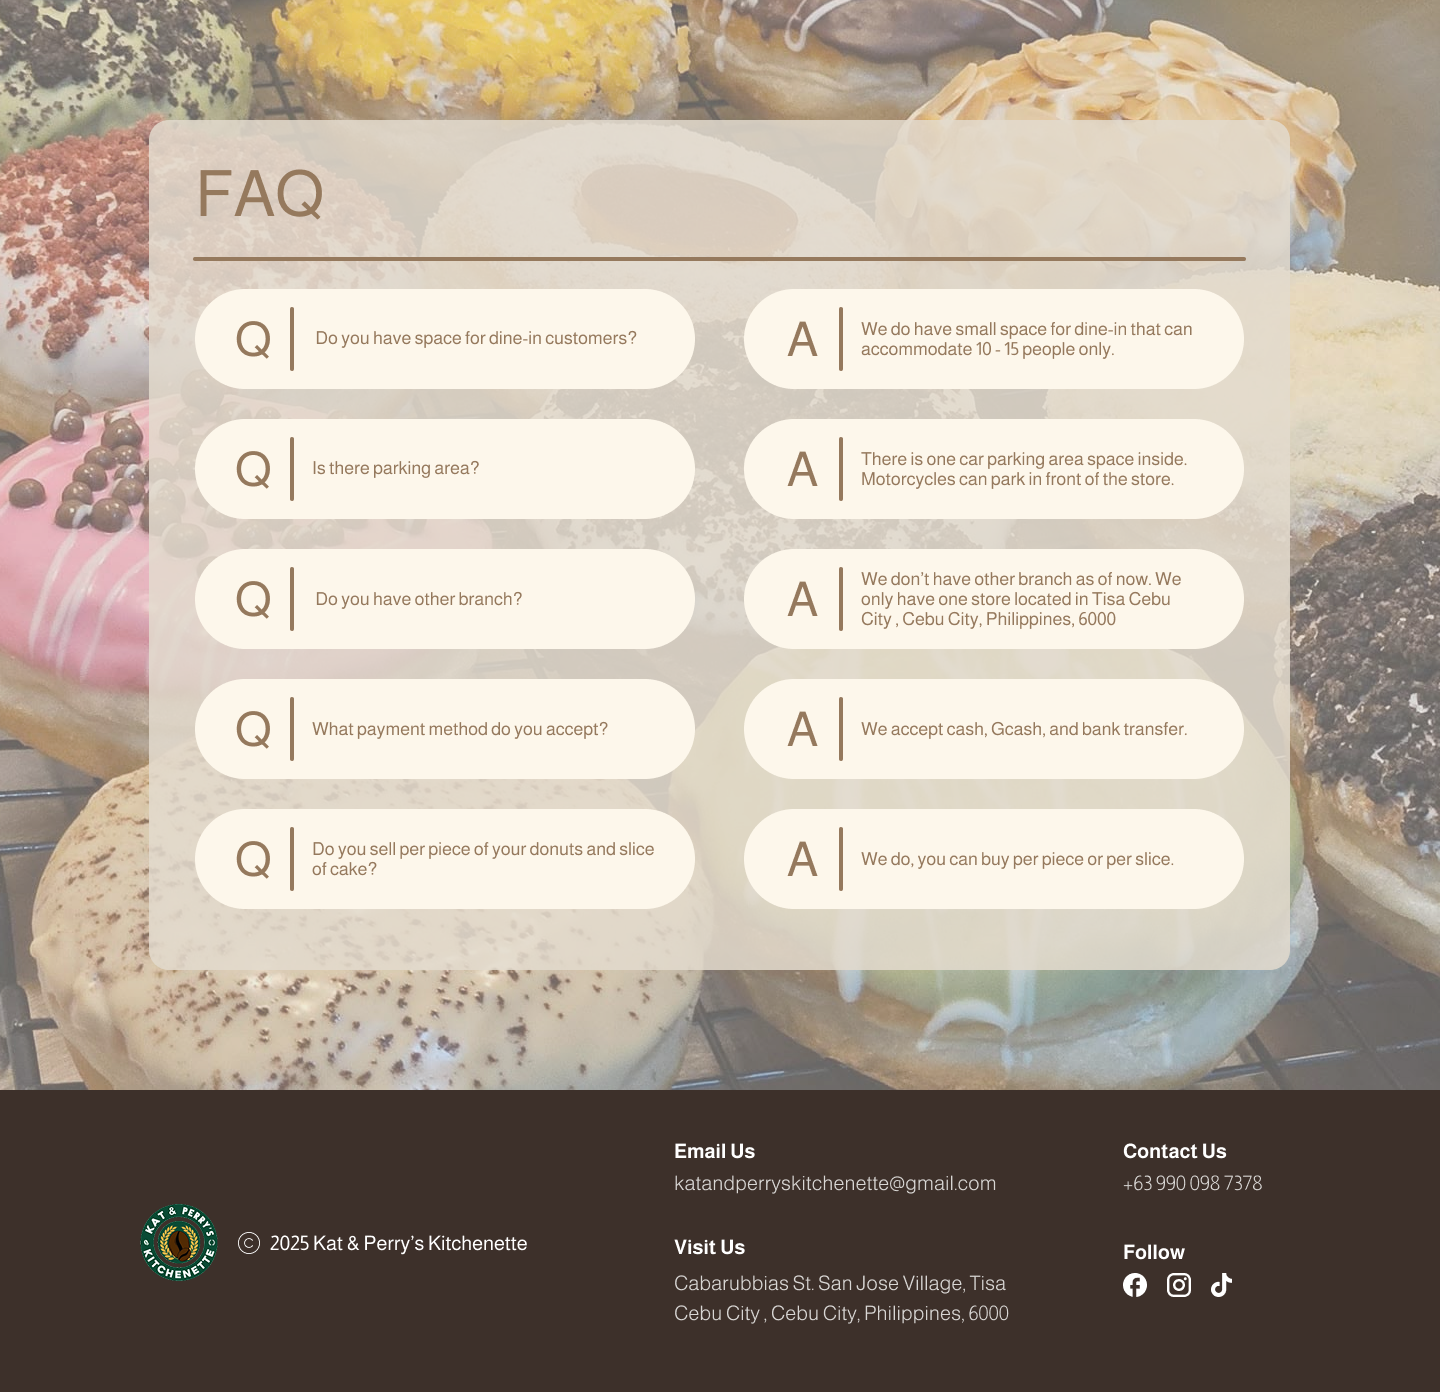 FAQ
Q
Do you have space for dine-in customers?
A
We do have small space for dine-in that can
accommodate 10 - 15 people only.
Q
Is there parking area?
A
There is one car parking area space inside.
Motorcycles can park in front of the store.
Q
Do you have other branch?
A
We don’t have other branch as of now. We
only have one store located in Tisa Cebu
City , Cebu City, Philippines, 6000
Q
What payment method do you accept?
A
We accept cash, Gcash, and bank transfer.
Q
Do you sell per piece of your donuts and slice
of cake?
A
We do, you can buy per piece or per slice.
KAT & PERRY'S
KITCHENETTE
© 2025 Kat & Perry’s Kitchenette
Email Us
katandperryskitchenette@gmail.com
Visit Us
Cabarubbias St. San Jose Village, Tisa
Cebu City , Cebu City, Philippines, 6000
Contact Us
+63 990 098 7378
Follow